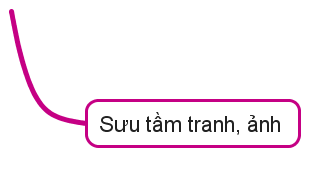 Sưu tầm tranh, ảnh